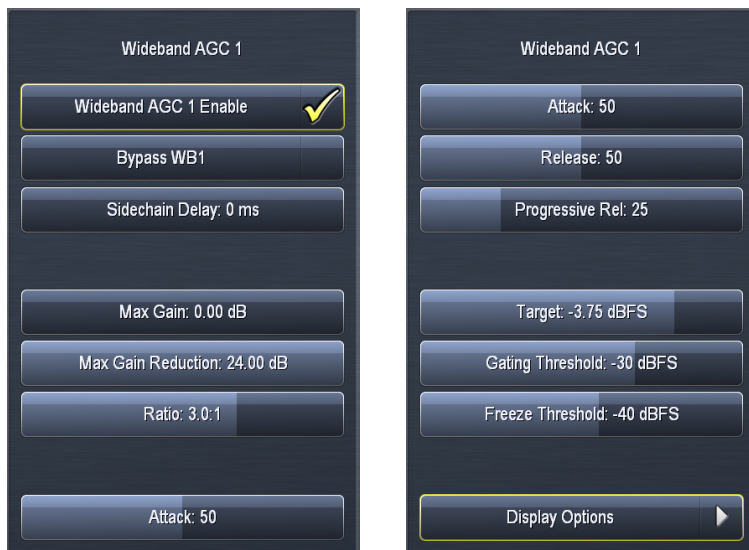 Wideband AGC 1
Wideband AGC 1 Enable
Bypass WB1
Sidechain Delay: 0 ms
Max Gain: 0.00 dB
Max Gain Reduction: 24.00 dB
Ratio: 3.0:1
Attack: 50
Wideband AGC 1
Attack: 50
Release: 50
Progressive Rel: 25
Target: -3.75 dBFS
Gating Threshold: -30 dBFS
Freeze Threshold: -40 dBFS
Display Options